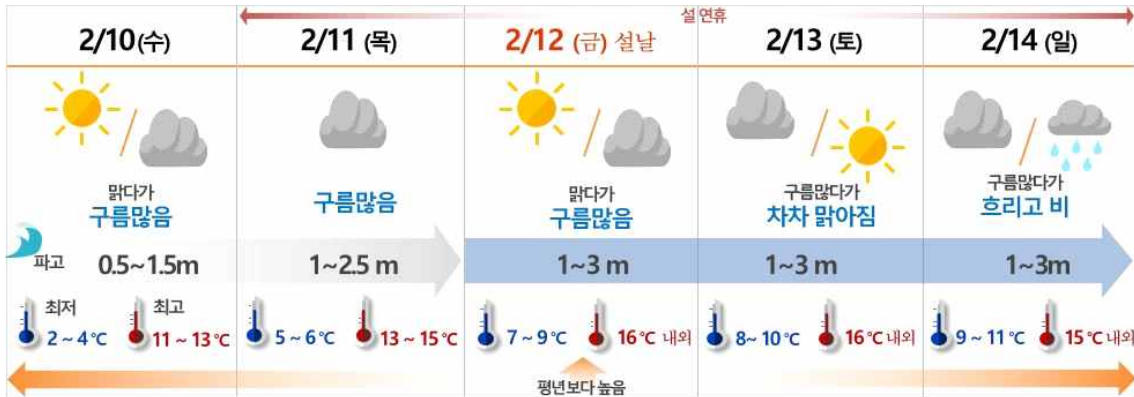 설 연휴
2/10(수) 2/11 (목) 2/12 (금) 설날 2/13 (토) 2/14 (일)
맑다가 구름많음 맑다가 구름많다가 구름많다가
구름많음 구름많음 차차 맑아짐 흐리고 비
파고 0.5~1.5m 1~2.5 m 1~3 m 1~3 m 1~3m
최저 최고
2 ~ 4 ℃ 11 ~ 13 ℃ 5 ~ 6 ℃ 13 ~ 15 ℃ 7 ~ 9 ℃ 16 ℃ 내외 8~ 10 ℃ 16 ℃ 내외 9 ~ 11 ℃ 15 ℃ 내외
평년보다 높음